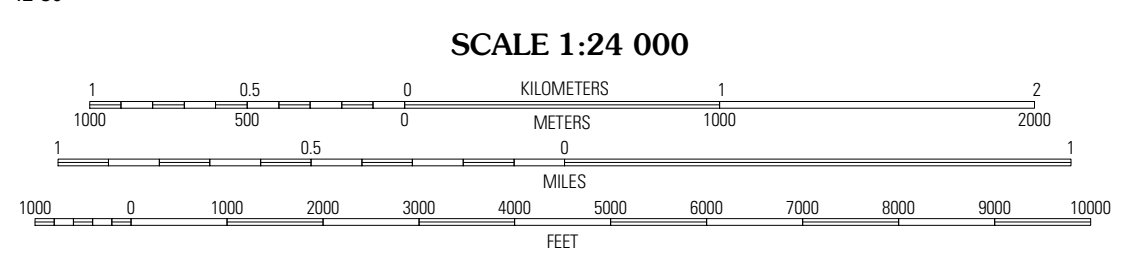 SCALE 1:24 000
1 0.5 0 KILOMETERS 1 2
1000 500 0 METERS 1000 2000
1 0.5 0 1
MILES
1000 0 1000 2000 3000 4000 5000 6000 7000 8000 9000 10000
FEET